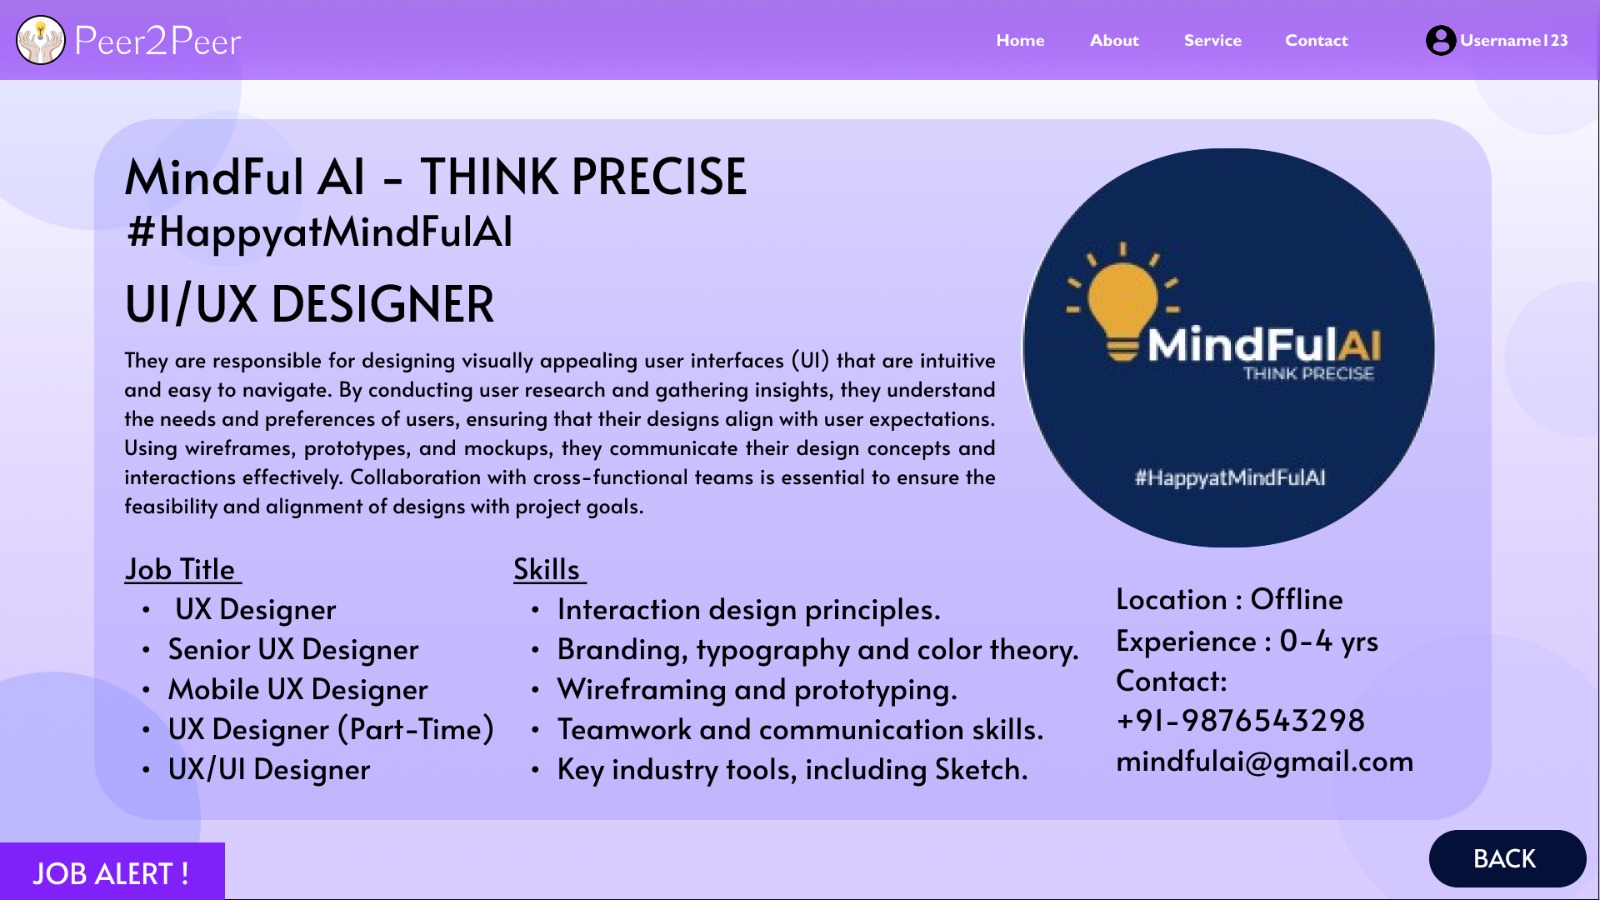 Peer2Peer
Home About Service Contact Username123
MindFul AI - THINK PRECISE
#HappyatMindFulAI
UI/UX DESIGNER
They are responsible for designing visually appealing user interfaces (UI) that are intuitive
and easy to navigate. By conducting user research and gathering insights, they understand
the needs and preferences of users, ensuring that their designs align with user expectations.
Using wireframes, prototypes, and mockups, they communicate their design concepts and
interactions effectively. Collaboration with cross-functional teams is essential to ensure the
feasibility and alignment of designs with project goals.
MindFulAI
THINK PRECISE
#HappyatMindFulAI
Job Title
• UX Designer
• Senior UX Designer
• Mobile UX Designer
• UX Designer (Part-Time)
• UX/UI Designer
Skills
• Interaction design principles.
• Branding, typography and color theory.
• Wireframing and prototyping.
• Teamwork and communication skills.
• Key industry tools, including Sketch.
Location : Offline
Experience : 0-4 yrs
Contact:
+91-9876543298
mindfulai@gmail.com
JOB ALERT !
BACK